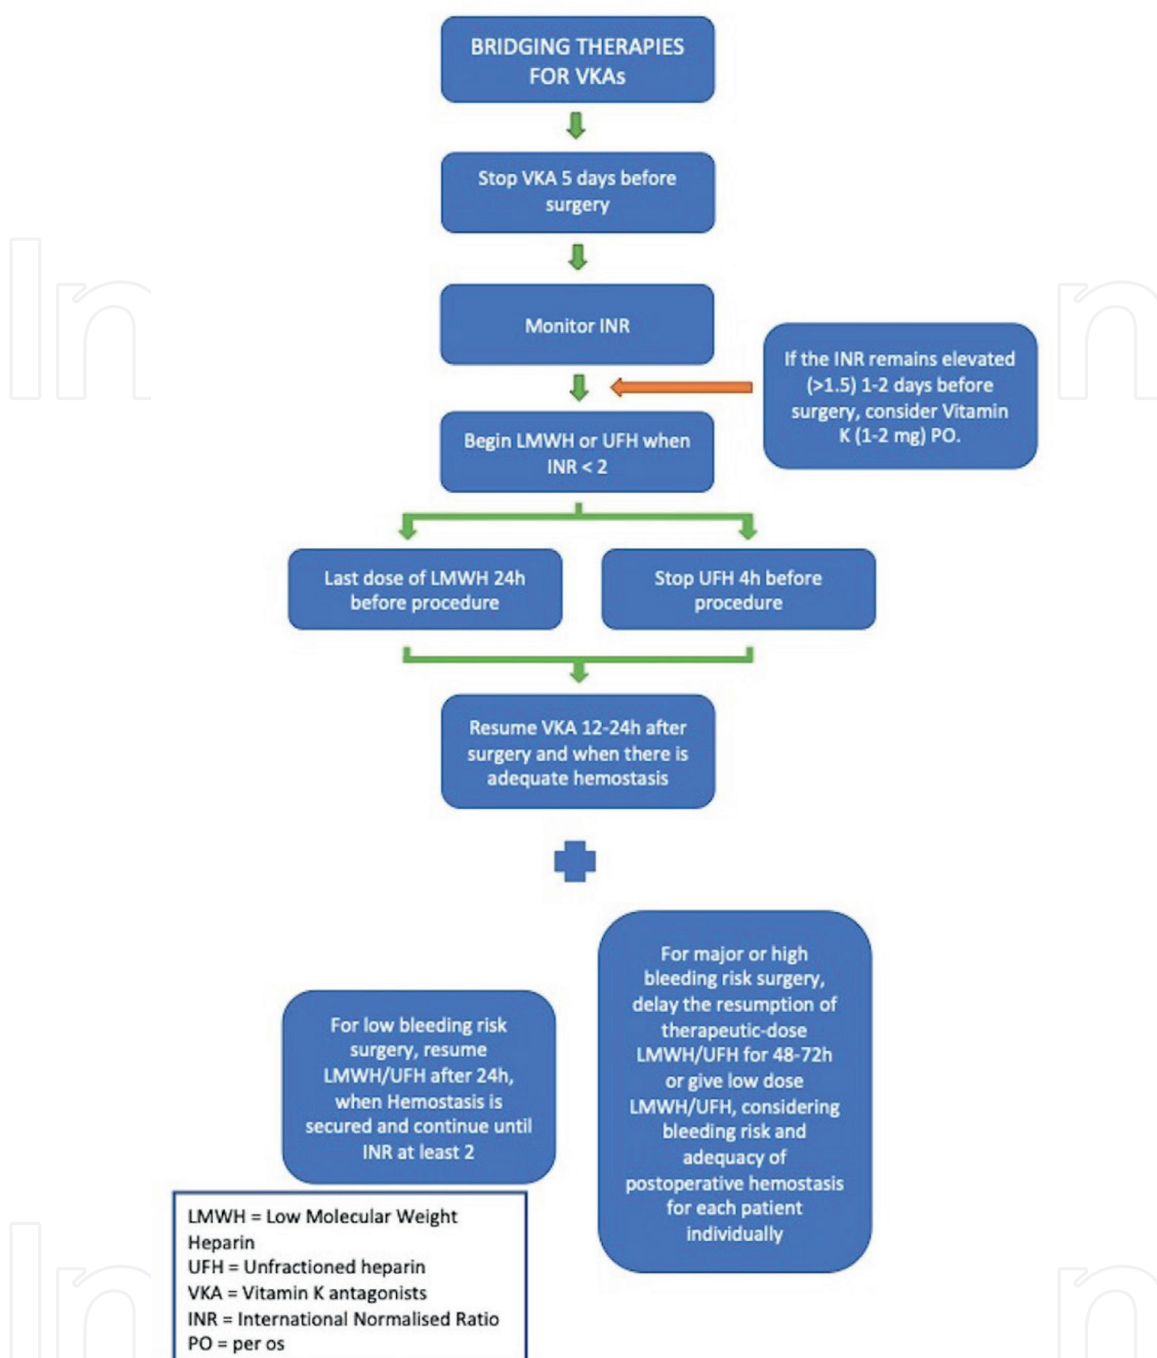 BRIDGING THERAPIES
FOR VKAs
Stop VKA 5 days before
surgery
Monitor INR
If the INR remains elevated
(>1.5) 1-2 days before
surgery, consider Vitamin
K (1-2 mg) PO.
Begin LMWH or UFH when
INR < 2
Last dose of LMWH 24h
before procedure
Stop UFH 4h before
procedure
Resume VKA 12-24h after
surgery and when there is
adequate hemostasis
For low bleeding risk
surgery, resume
LMWH/UFH after 24h,
when Hemostasis is
secured and continue until
INR at least 2
For major or high
bleeding risk surgery,
delay the resumption of
therapeutic-dose
LMWH/UFH for 48-72h
or give low dose
LMWH/UFH, considering
bleeding risk and
adequacy of
postoperative hemostasis
for each patient
individually
LMWH = Low Molecular Weight
Heparin
UFH = Unfractioned heparin
VKA = Vitamin K antagonists
INR = International Normalised Ratio
PO = per os